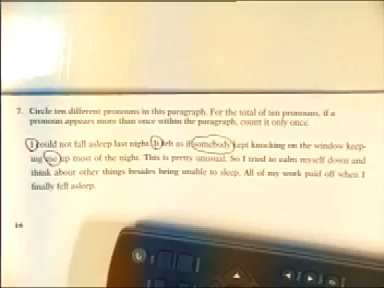 7. Circle ten different pronouns in this paragraph. For the total of ten pronouns, if a
pronoun appears more than once within the paragraph, count it only once.
I could not fall asleep last night. It felt as if somebody kept knocking on the window keep-
ing me up most of the night. This is pretty unusual. So I tried to calm myself down and
think about other things besides being unable to sleep. All of my work paid off when I
finally fell asleep.
16